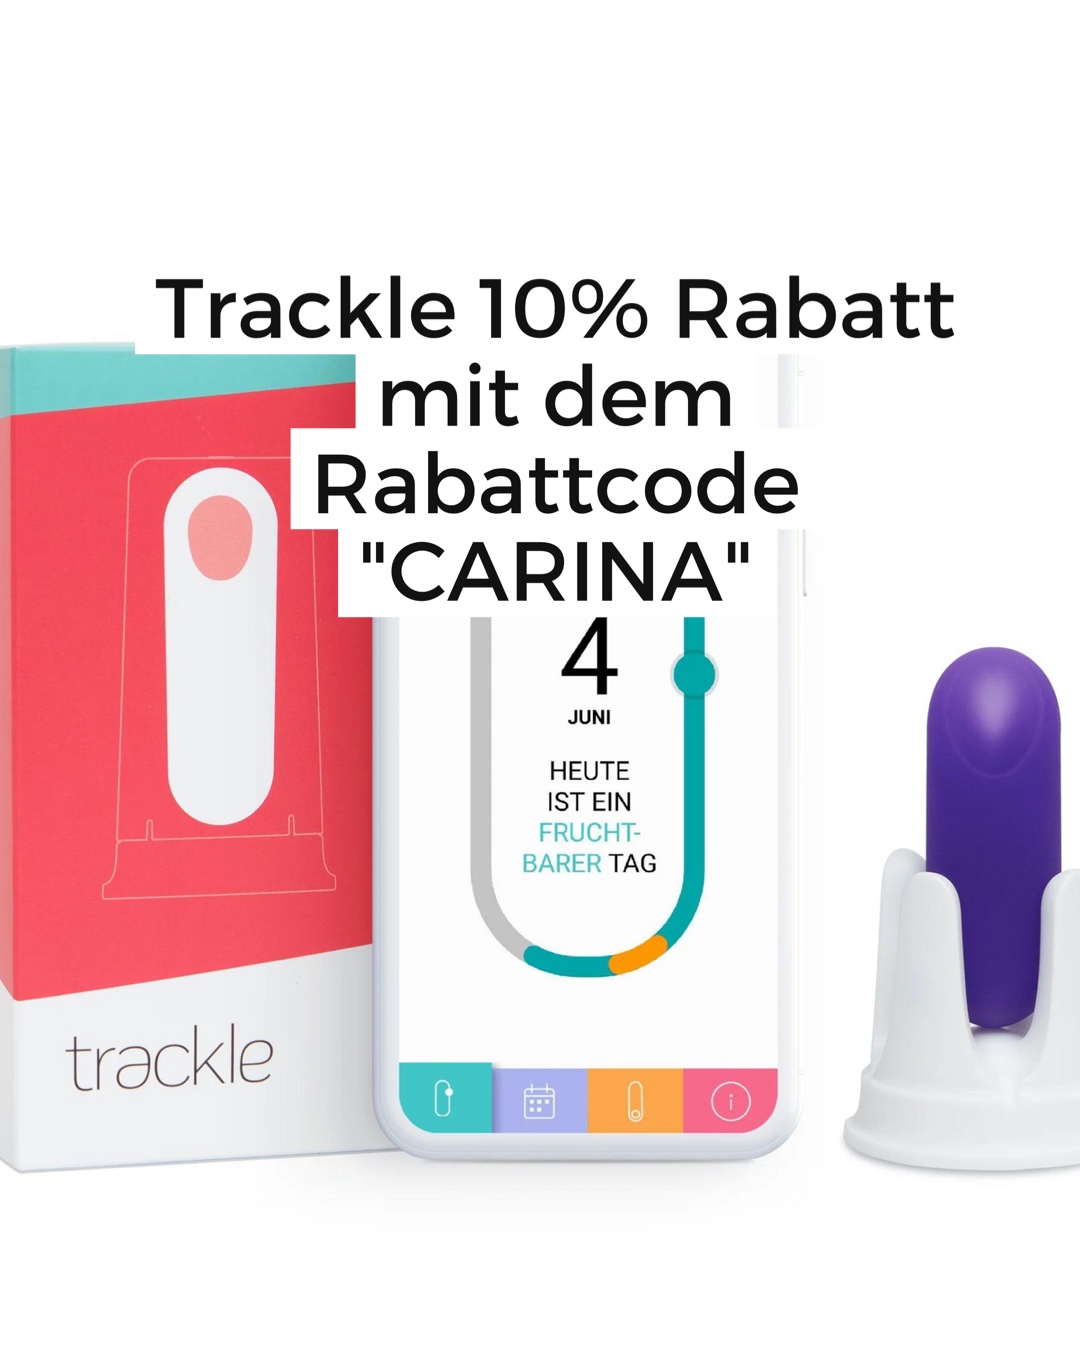 Trackle 10% Rabatt
mit dem
Rabattcode
"CARINA"
4
JUNI
HEUTE
IST EIN
FRUCHT-
BARER TAG
trackle